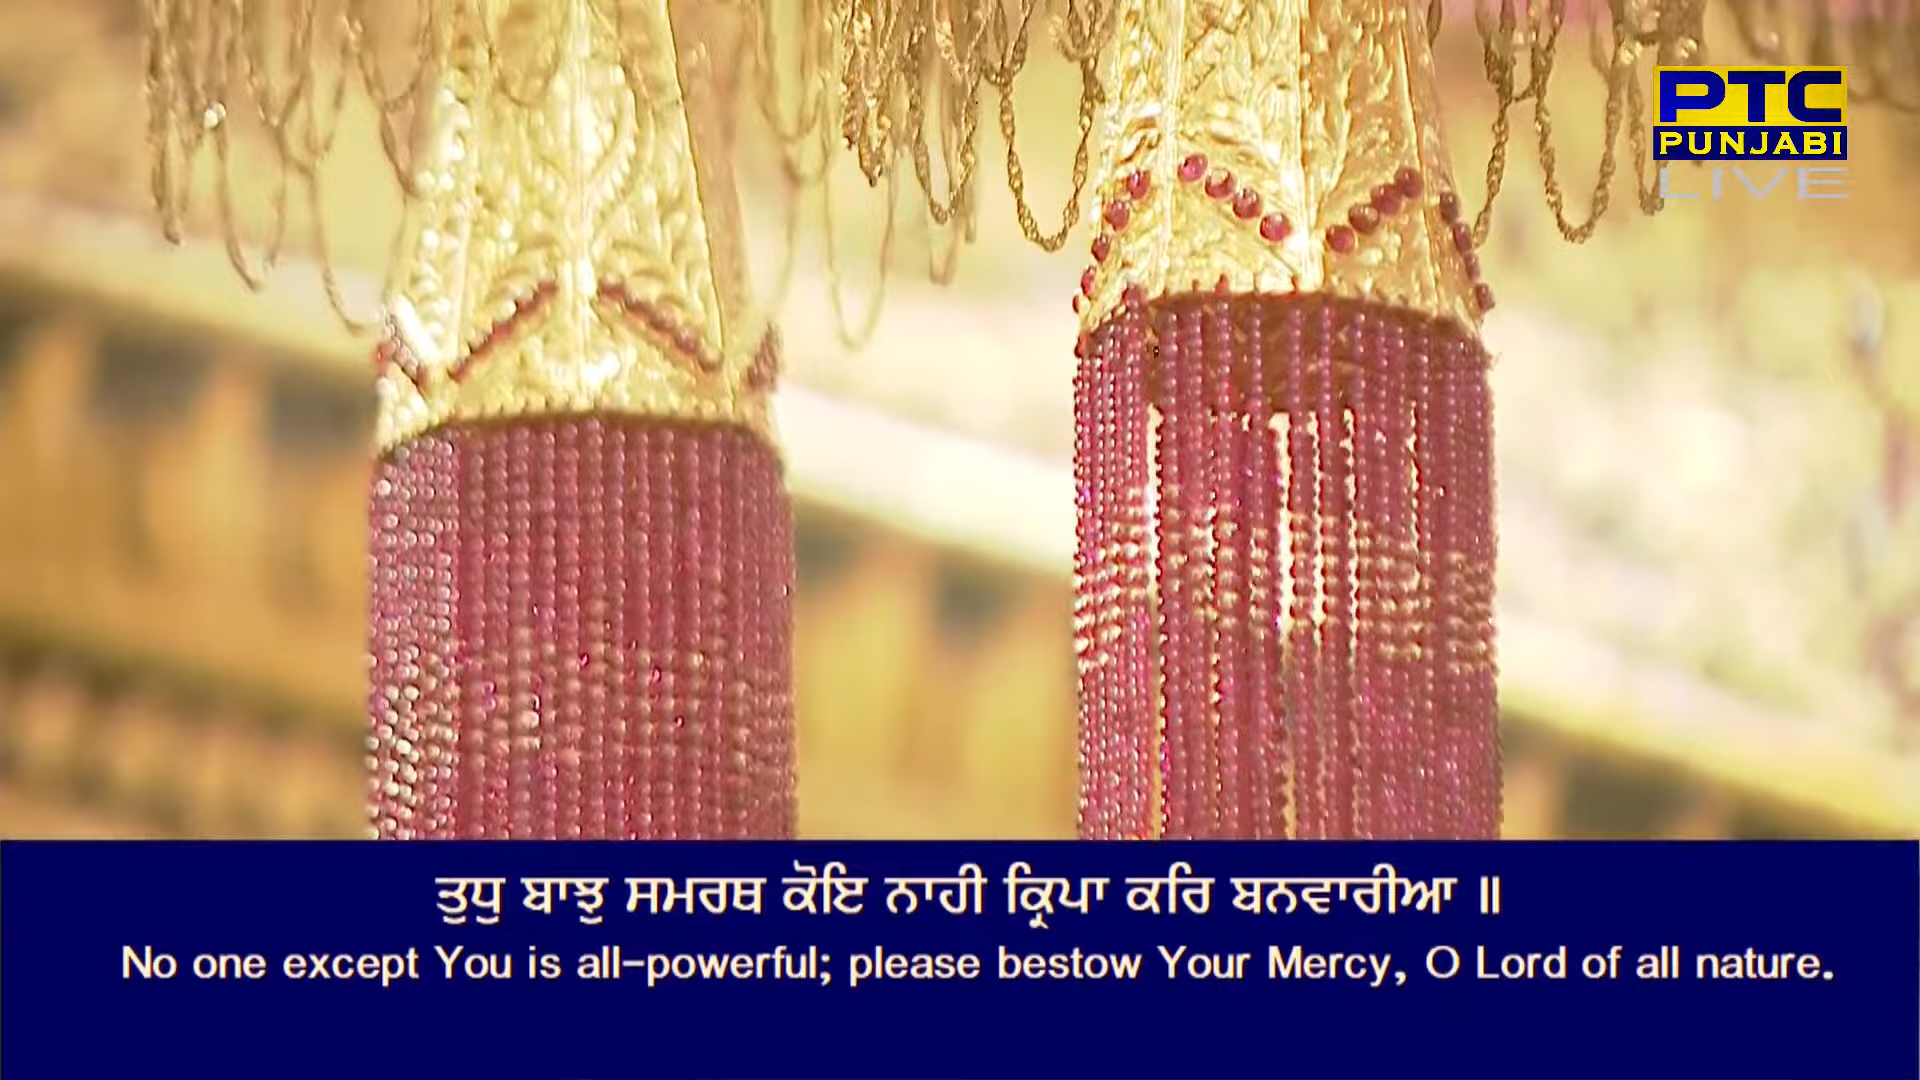 PTC
PUNJABI
LIVE
ਤੁਧੁ ਬਾਝੁ ਸਮਰਥ ਕੋਇ ਨਾਹੀ ਕ੍ਰਿਪਾ ਕਰਿ ਬਨਵਾਰੀਆ ॥
No one except You is all-powerful; please bestow Your Mercy, O Lord of all nature.